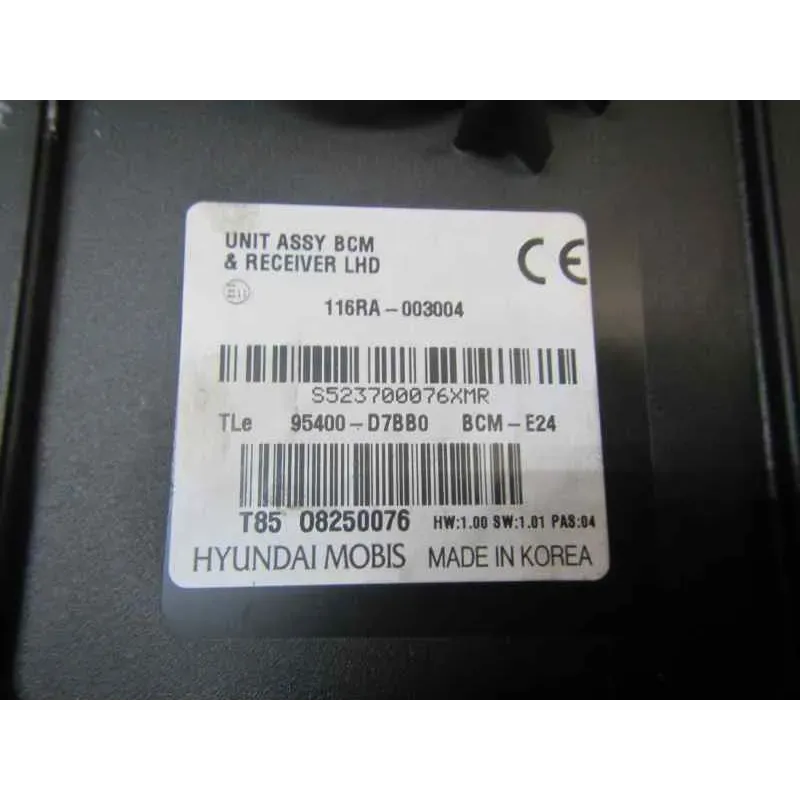 UNIT ASSY BCM
& RECEIVER LHD
CE
116RA-003004
S523700076XMR
TLe 95400-D7BB0 BCM-E24
T85 08250076 HW:1.00 SW:1.01 PAS:04
HYUNDAI MOBIS MADE IN KOREA